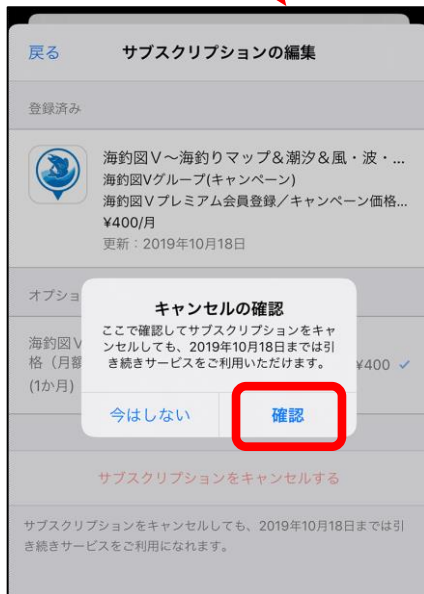 戻る サブスクリプションの編集
登録済み
海釣図V～海釣りマップ&潮汐&風・波・...
海釣図Vグループ(キャンペーン)
海釣図Vプレミアム会員登録／キャンペーン価格...
¥400/月
更新：2019年10月18日
オプショ
キャンセルの確認
ここで確認してサブスクリプションをキャ
ンセルしても、2019年10月18日までは引
き続きサービスをご利用いただけます。
海釣図V
格（月額
¥400 ✓
(1か月)
今はしない 確認
サブスクリプションをキャンセルする
サブスクリプションをキャンセルしても、2019年10月18日までは引
き続きサービスをご利用になれます。